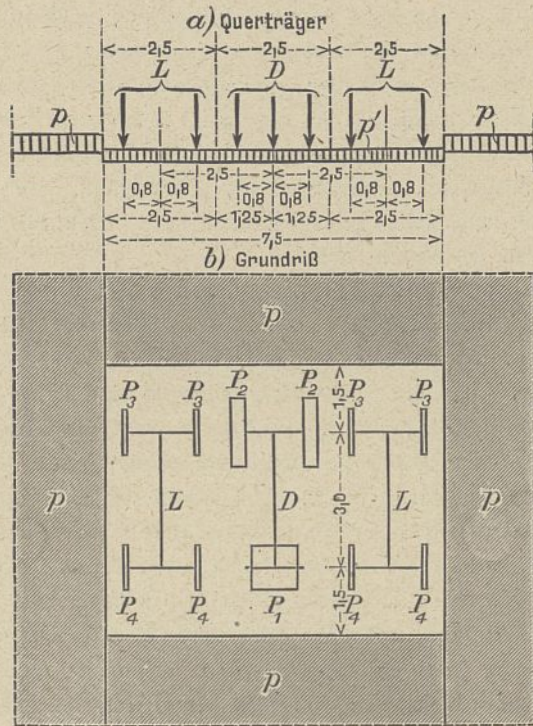 a) Querträger
2,5 2,5 2,5
L D L
p p' p
2,5 2,5
0,8 0,8 0,8 0,8 0,8 0,8
2,5 1,25 1,25 2,5
7,5
b) Grundriß
p
P3 P3 P2 P2 P3 P3
1,5
p L D 3,0 L p
P4 P4 P1 P4 P4
1,5
p